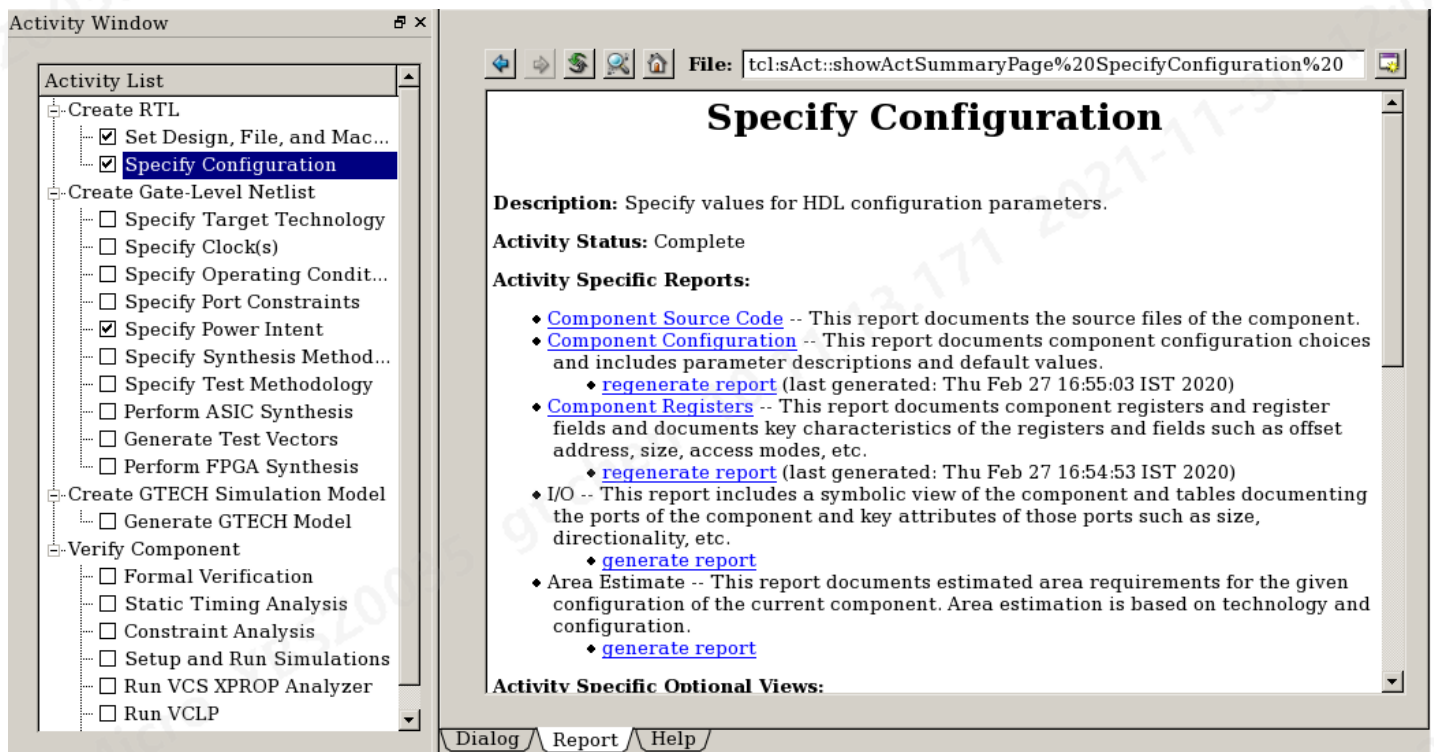 Activity Window
Activity List
Create RTL
Set Design, File, and Mac...
Specify Configuration
Create Gate-Level Netlist
Specify Target Technology
Specify Clock(s)
Specify Operating Condit...
Specify Port Constraints
Specify Power Intent
Specify Synthesis Method...
Specify Test Methodology
Perform ASIC Synthesis
Generate Test Vectors
Perform FPGA Synthesis
Create GTECH Simulation Model
Generate GTECH Model
Verify Component
Formal Verification
Static Timing Analysis
Constraint Analysis
Setup and Run Simulations
Run VCS XPROP Analyzer
Run VCLP
File: tcl:sAct::showActSummaryPage%20SpecifyConfiguration%20
Specify Configuration
Description: Specify values for HDL configuration parameters.
Activity Status: Complete
Activity Specific Reports:
Component Source Code -- This report documents the source files of the component.
Component Configuration -- This report documents component configuration choices
and includes parameter descriptions and default values.
regenerate report (last generated: Thu Feb 27 16:55:03 IST 2020)
Component Registers -- This report documents component registers and register
fields and documents key characteristics of the registers and fields such as offset
address, size, access modes, etc.
regenerate report (last generated: Thu Feb 27 16:54:53 IST 2020)
I/O -- This report includes a symbolic view of the component and tables documenting
the ports of the component and key attributes of those ports such as size,
directionality, etc.
generate report
Area Estimate -- This report documents estimated area requirements for the given
configuration of the current component. Area estimation is based on technology and
configuration.
generate report
Activity Specific Optional Views:
Dialog
Report
Help